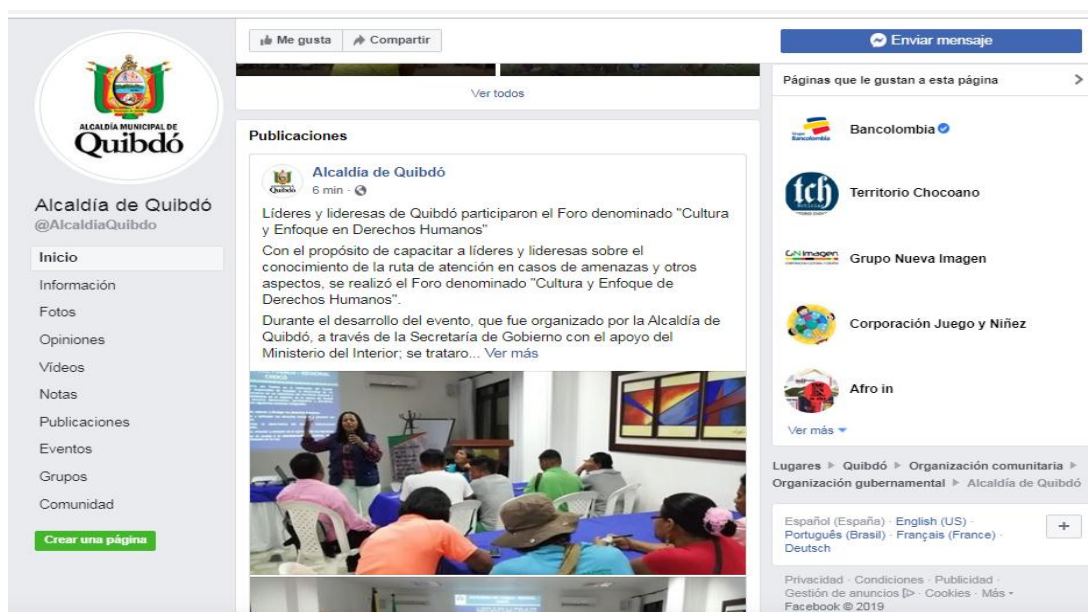 ALCALDÍA MUNICIPAL DE
Quibdó
Alcaldía de Quibdó
@AlcaldiaQuibdo
Inicio
Información
Fotos
Opiniones
Vídeos
Notas
Publicaciones
Eventos
Grupos
Comunidad
Crear una página
Me gusta
Compartir
Ver todos
Publicaciones
Quibdó
Alcaldía de Quibdó
6 min ·
Líderes y lideresas de Quibdó participaron el Foro denominado "Cultura
y Enfoque en Derechos Humanos"
Con el propósito de capacitar a líderes y lideresas sobre el
conocimiento de la ruta de atención en casos de amenazas y otros
aspectos, se realizó el Foro denominado "Cultura y Enfoque de
Derechos Humanos".
Durante el desarrollo del evento, que fue organizado por la Alcaldía de
Quibdó, a través de la Secretaría de Gobierno con el apoyo del
Ministerio del Interior; se trataro... Ver más
Enviar mensaje
Páginas que le gustan a esta página
Grupo
Bancolombia
Bancolombia
tch
Noticias
Territorio Chocoano
GN Imagen
Grupo Nueva Imagen
Corporación Juego y Niñez
Afro in
Ver más
Lugares Quibdó Organización comunitaria
Organización gubernamental Alcaldía de Quibdó
Español (España) · English (US) ·
Português (Brasil) · Français (France) ·
Deutsch
+
Privacidad · Condiciones · Publicidad ·
Gestión de anuncios · Cookies · Más
Facebook © 2019